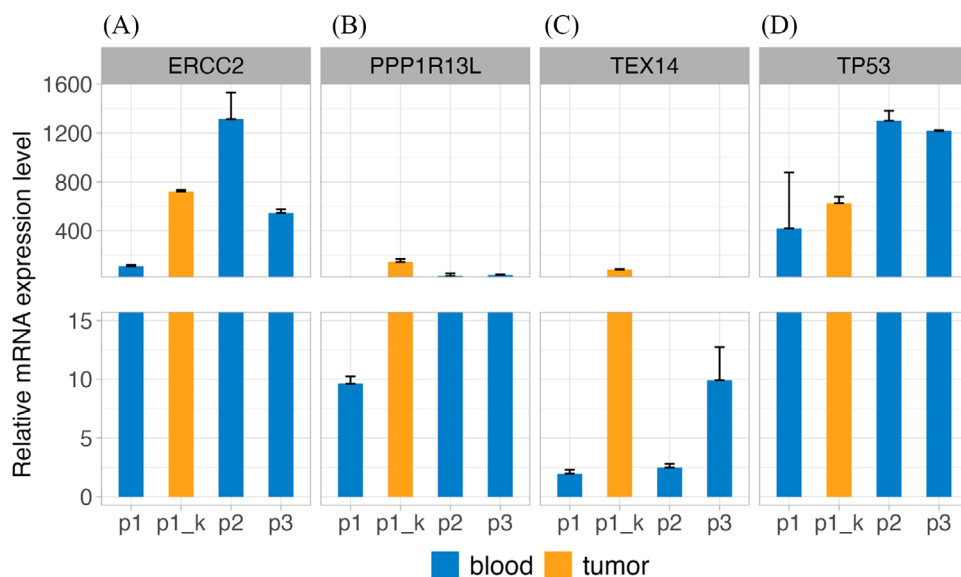 (A) (B) (C) (D)
ERCC2 PPP1R13L TEX14 TP53
Relative mRNA expression level
1600
1200
800
400
15
10
5
0
p1 p1_k p2 p3 p1 p1_k p2 p3 p1 p1_k p2 p3 p1 p1_k p2 p3
blood tumor